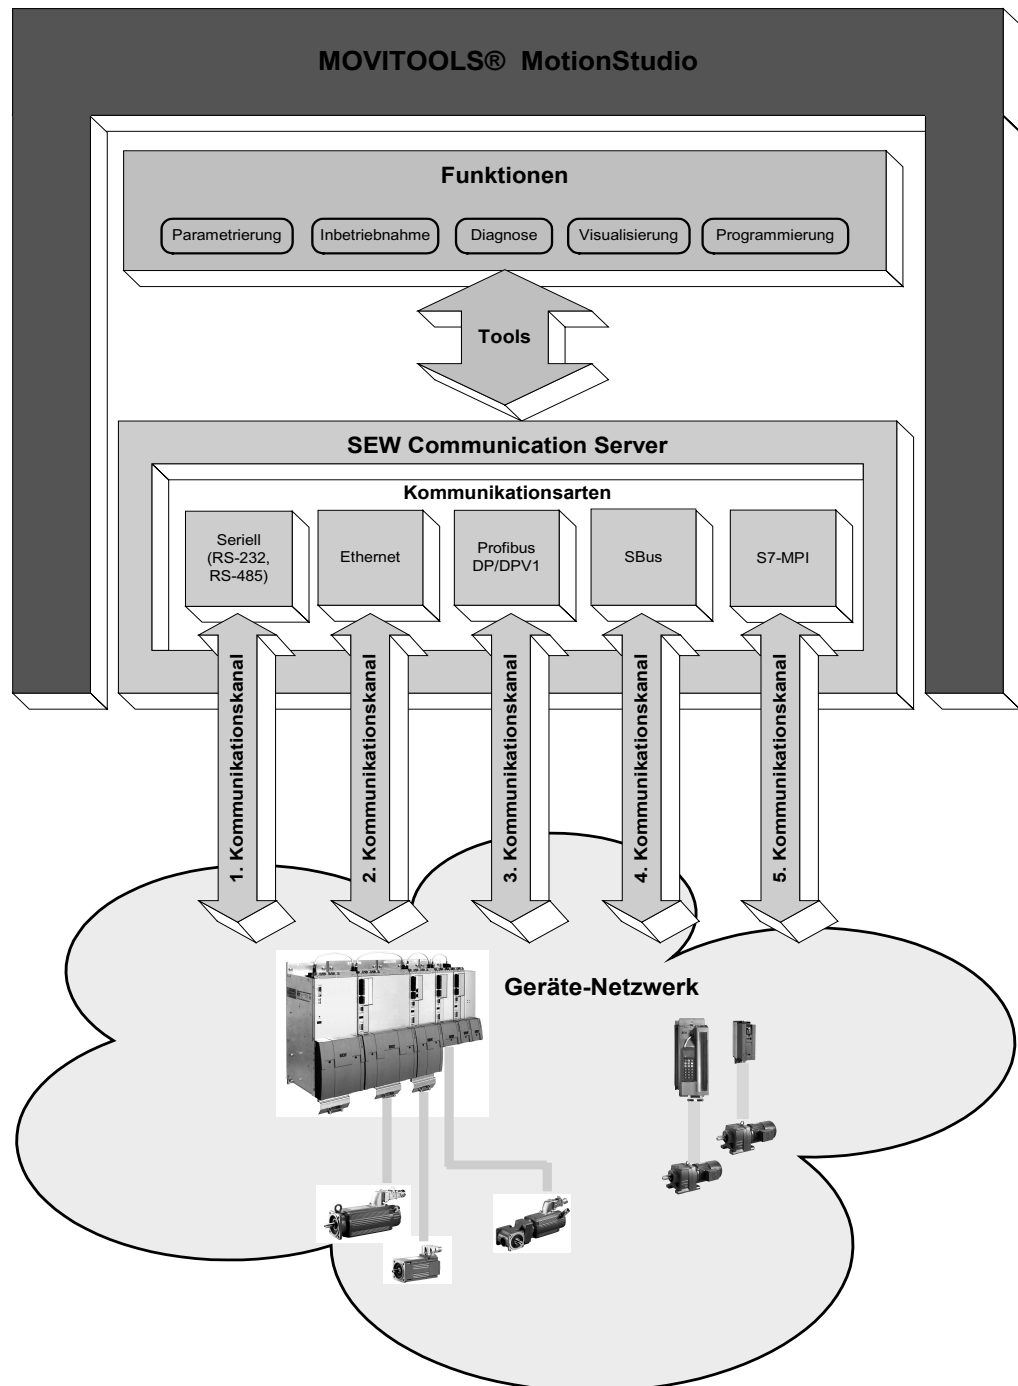 MOVITOOLS® MotionStudio
Funktionen
Parametrierung
Inbetriebnahme
Diagnose
Visualisierung
Programmierung
Tools
SEW Communication Server
Kommunikationsarten
Seriell
(RS-232,
RS-485)
Ethernet
Profibus
DP/DPV1
SBus
S7-MPI
1. Kommunikationskanal
2. Kommunikationskanal
3. Kommunikationskanal
4. Kommunikationskanal
5. Kommunikationskanal
Geräte-Netzwerk